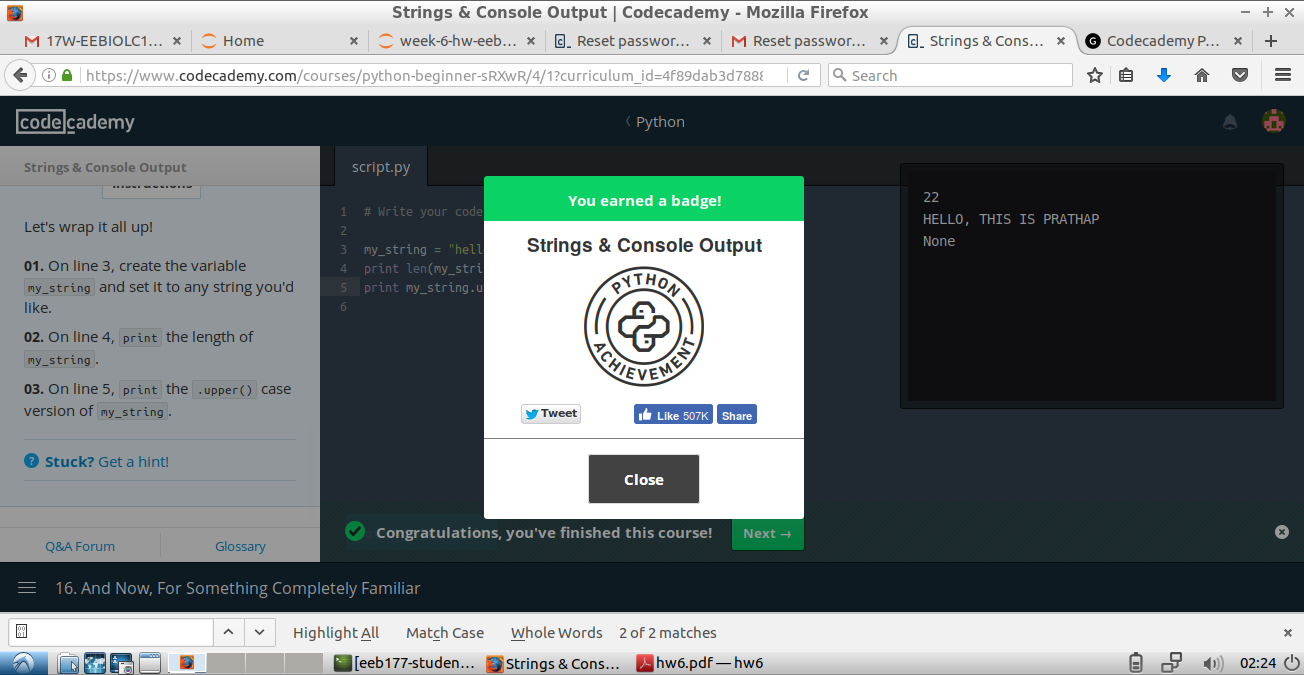 Strings & Console Output | Codecademy - Mozilla Firefox
17W-EEBIOLC1...
Home
week-6-hw-eeb...
Reset passwor...
Reset passwor...
Strings & Cons...
Codecademy P...
https://www.codecademy.com/courses/python-beginner-sRXwR/4/1?curriculum_id=4f89dab3d788
Search
codecademy
Python
Strings & Console Output
Instructions
Let's wrap it all up!
01. On line 3, create the variable
my_string and set it to any string you'd
like.
02. On line 4, print the length of
my_string.
03. On line 5, print the .upper() case
version of my_string.
? Stuck? Get a hint!
Q&A Forum
Glossary
script.py
1 # Write your code
2
3 my_string = "hell
4 print len(my_stri
5 print my_string.u
6
22
HELLO, THIS IS PRATHAP
None
You earned a badge!
Strings & Console Output
PYTHON
ACHIEVEMENT
Tweet
Like 507K
Share
Close
Congratulations, you've finished this course!
Next →
16. And Now, For Something Completely Familiar
Highlight All
Match Case
Whole Words
2 of 2 matches
[eeb177-studen...
Strings & Cons...
hw6.pdf — hw6
02:24